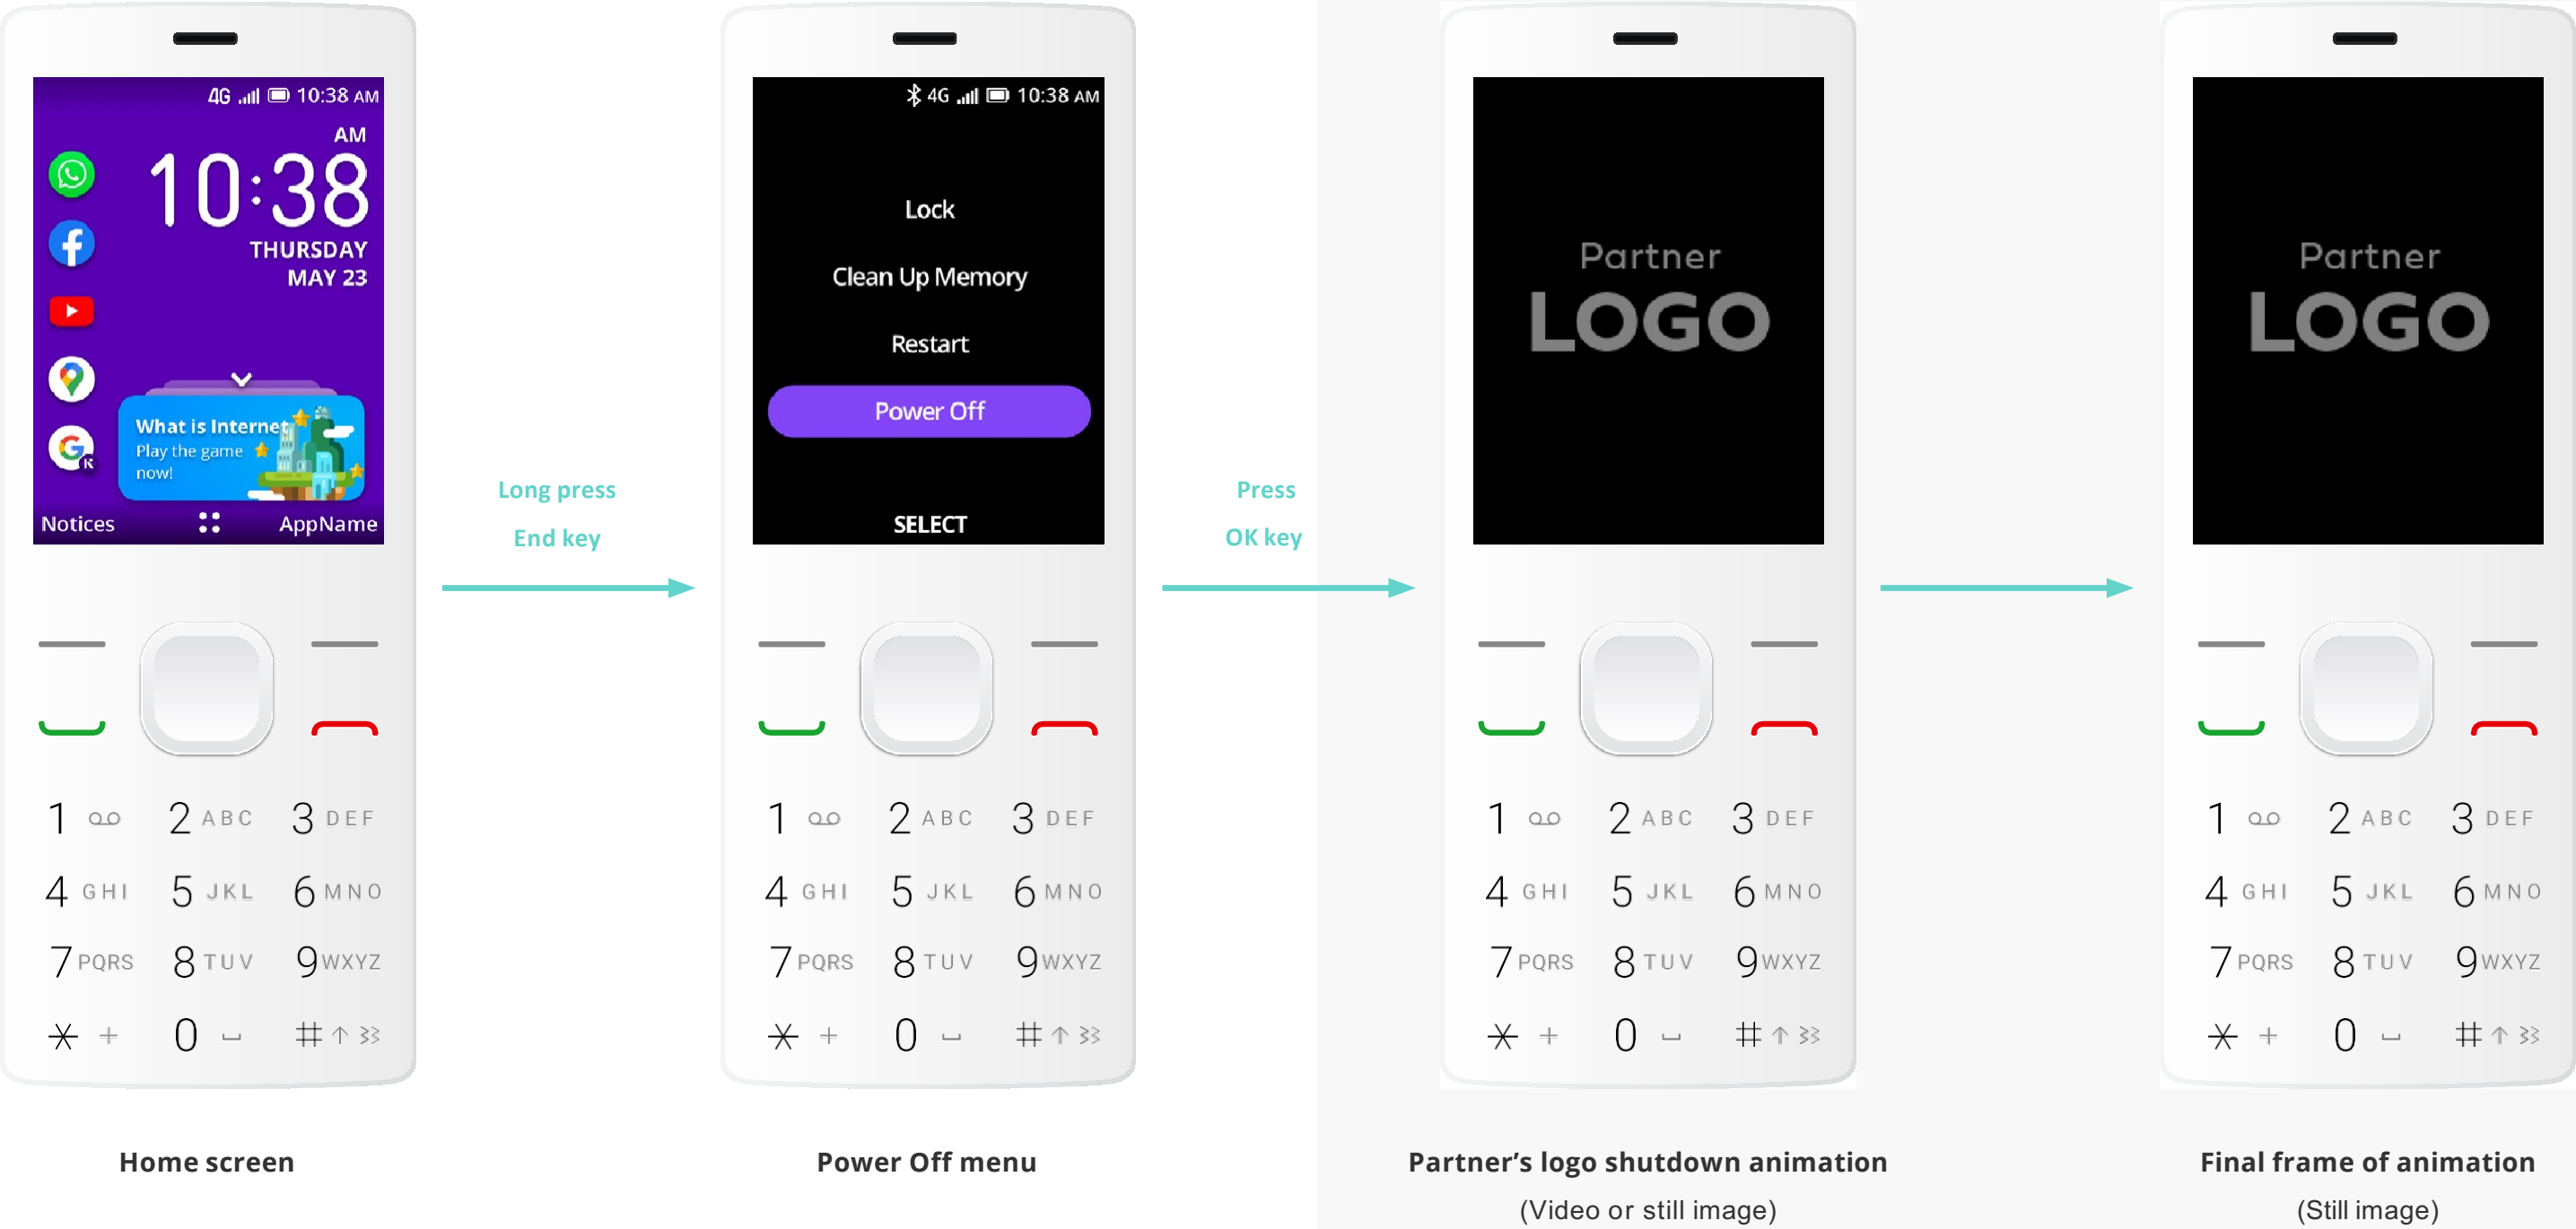 4G 10:38 AM
AM
10:38
THURSDAY
MAY 23
What is Internet
Play the game
now!
Notices
AppName
1
2 ABC
3 DEF
4 GHI
5 JKL
6 MNO
7 PQRS
8 TUV
9 WXYZ
* +
0
# ↑
Home screen
Long press
End key
4G 10:38 AM
Lock
Clean Up Memory
Restart
Power Off
SELECT
1
2 ABC
3 DEF
4 GHI
5 JKL
6 MNO
7 PQRS
8 TUV
9 WXYZ
* +
0
# ↑
Power Off menu
Press
OK key
Partner
LOGO
1
2 ABC
3 DEF
4 GHI
5 JKL
6 MNO
7 PQRS
8 TUV
9 WXYZ
* +
0
# ↑
Partner’s logo shutdown animation
(Video or still image)
Partner
LOGO
1
2 ABC
3 DEF
4 GHI
5 JKL
6 MNO
7 PQRS
8 TUV
9 WXYZ
* +
0
# ↑
Final frame of animation
(Still image)